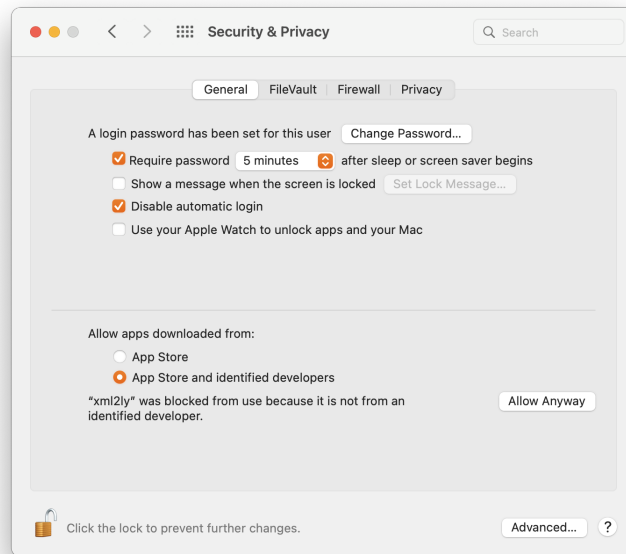 Security & Privacy
Search
General FileVault Firewall Privacy
A login password has been set for this user Change Password...
Require password 5 minutes after sleep or screen saver begins
Show a message when the screen is locked Set Lock Message...
Disable automatic login
Use your Apple Watch to unlock apps and your Mac
Allow apps downloaded from:
App Store
App Store and identified developers
“xml2ly” was blocked from use because it is not from an Allow Anyway
identified developer.
Click the lock to prevent further changes. Advanced... ?